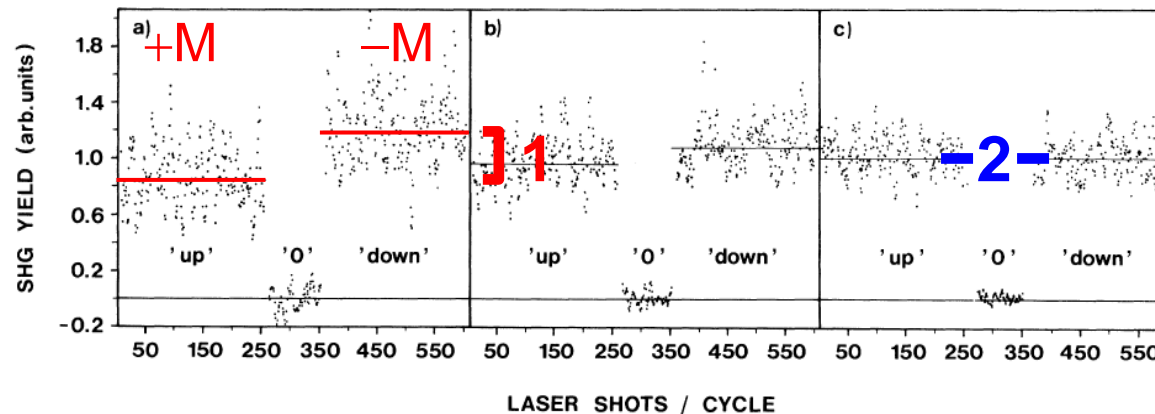 SHG YIELD (arb.units)
1.8
1.4
1.0
0.6
0.2
-0.2
a)
+M
−M
'up'
'0'
'down'
50 150 250 350 450 550
b)
1
'up'
'0'
'down'
50 150 250 350 450 550
c)
2
'up'
'0'
'down'
50 150 250 350 450 550
LASER SHOTS / CYCLE